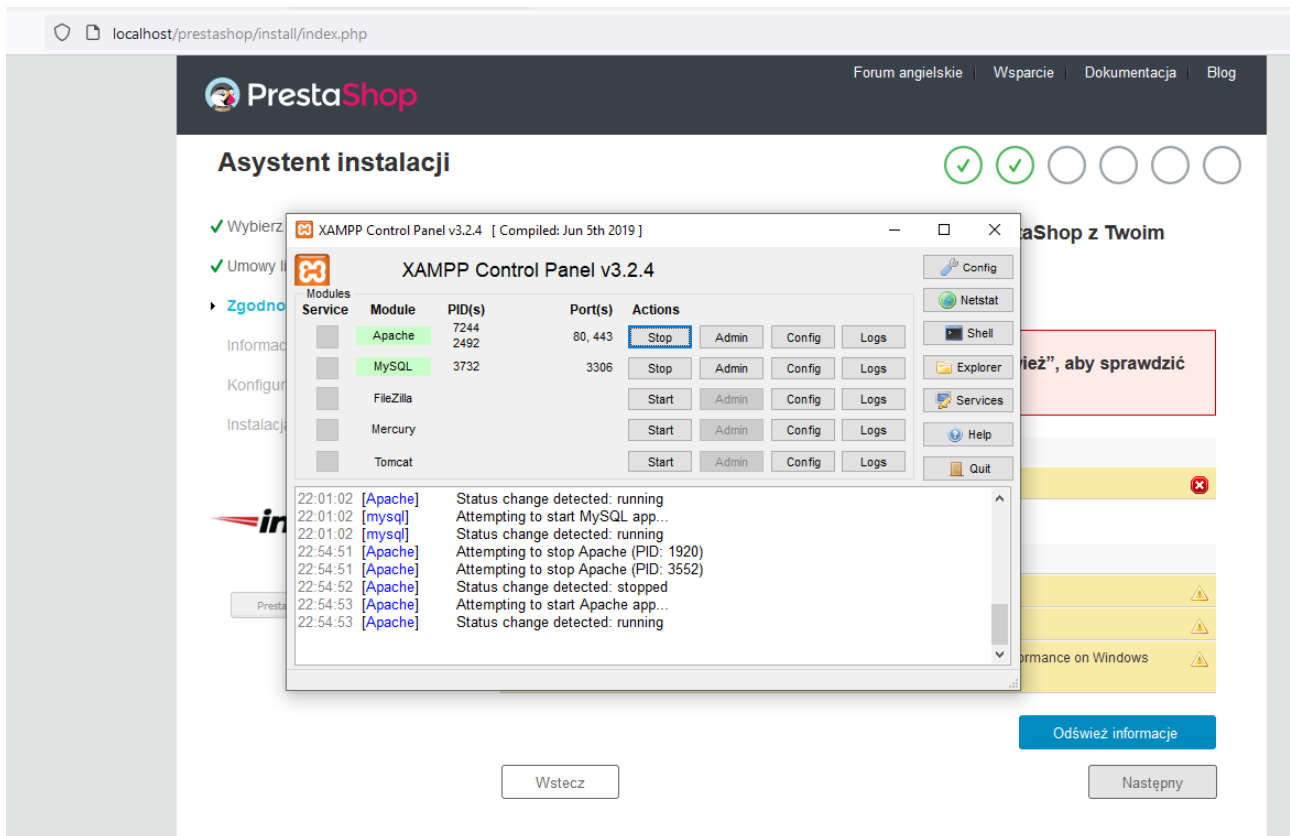 localhost/prestashop/install/index.php
Forum angielskie Wsparcie Dokumentacja Blog
PrestaShop
Asystent instalacji
Wybierz
Umowy
Zgodno
Informac
Konfigur
Instalacj
aShop z Twoim
ież”, aby sprawdzić
XAMPP Control Panel v3.2.4 [ Compiled: Jun 5th 2019 ]
XAMPP Control Panel v3.2.4
Config
Modules
Service Module PID(s) Port(s) Actions
Netstat
Apache 7244 2492 80, 443 Stop Admin Config Logs
Shell
MySQL 3732 3306 Stop Admin Config Logs
Explorer
FileZilla Start Admin Config Logs
Services
Mercury Start Admin Config Logs
Help
Tomcat Start Admin Config Logs
Quit
22:01:02 [Apache] Status change detected: running
22:01:02 [mysql] Attempting to start MySQL app...
22:01:02 [mysql] Status change detected: running
22:54:51 [Apache] Attempting to stop Apache (PID: 1920)
22:54:51 [Apache] Attempting to stop Apache (PID: 3552)
22:54:52 [Apache] Status change detected: stopped
22:54:53 [Apache] Attempting to start Apache app...
22:54:53 [Apache] Status change detected: running
in
Presta
ormance on Windows
Odśwież informacje
Wstecz
Następny